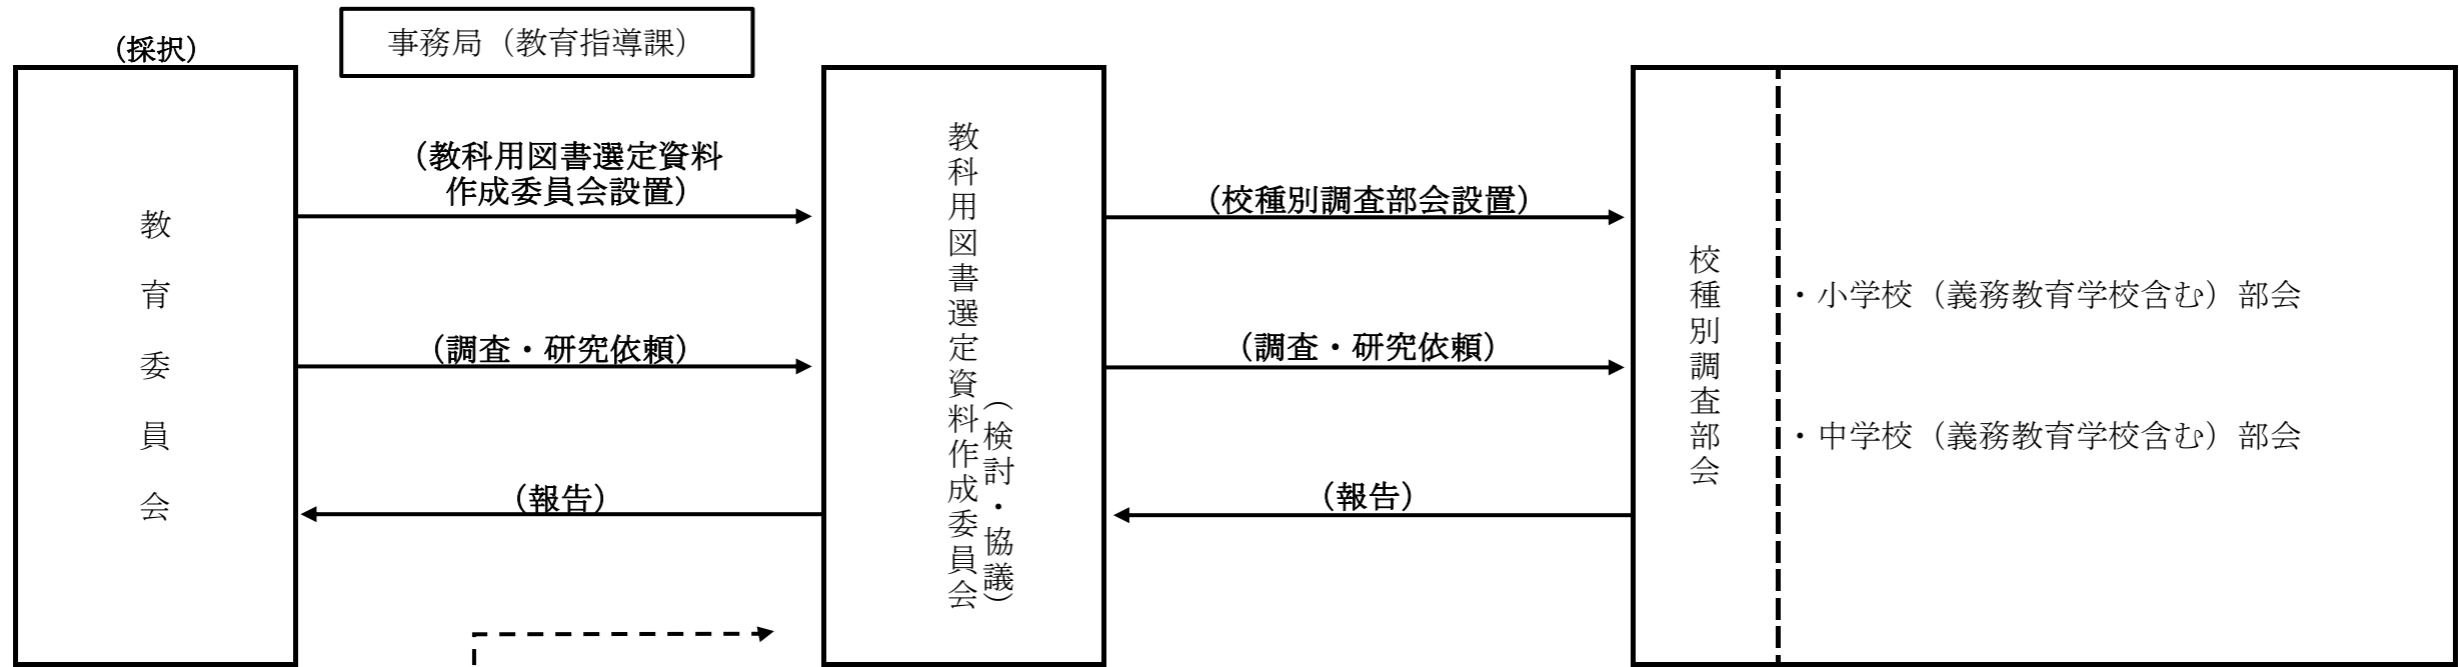 (採択)
事務局（教育指導課）
教育委員会
(教科用図書選定資料
作成委員会設置)
(調査・研究依頼)
(報告)
教科用図書選定資料作成委員会
（検討・協議）
(校種別調査部会設置)
(調査・研究依頼)
(報告)
校種別調査部会
・小学校（義務教育学校含む）部会
・中学校（義務教育学校含む）部会